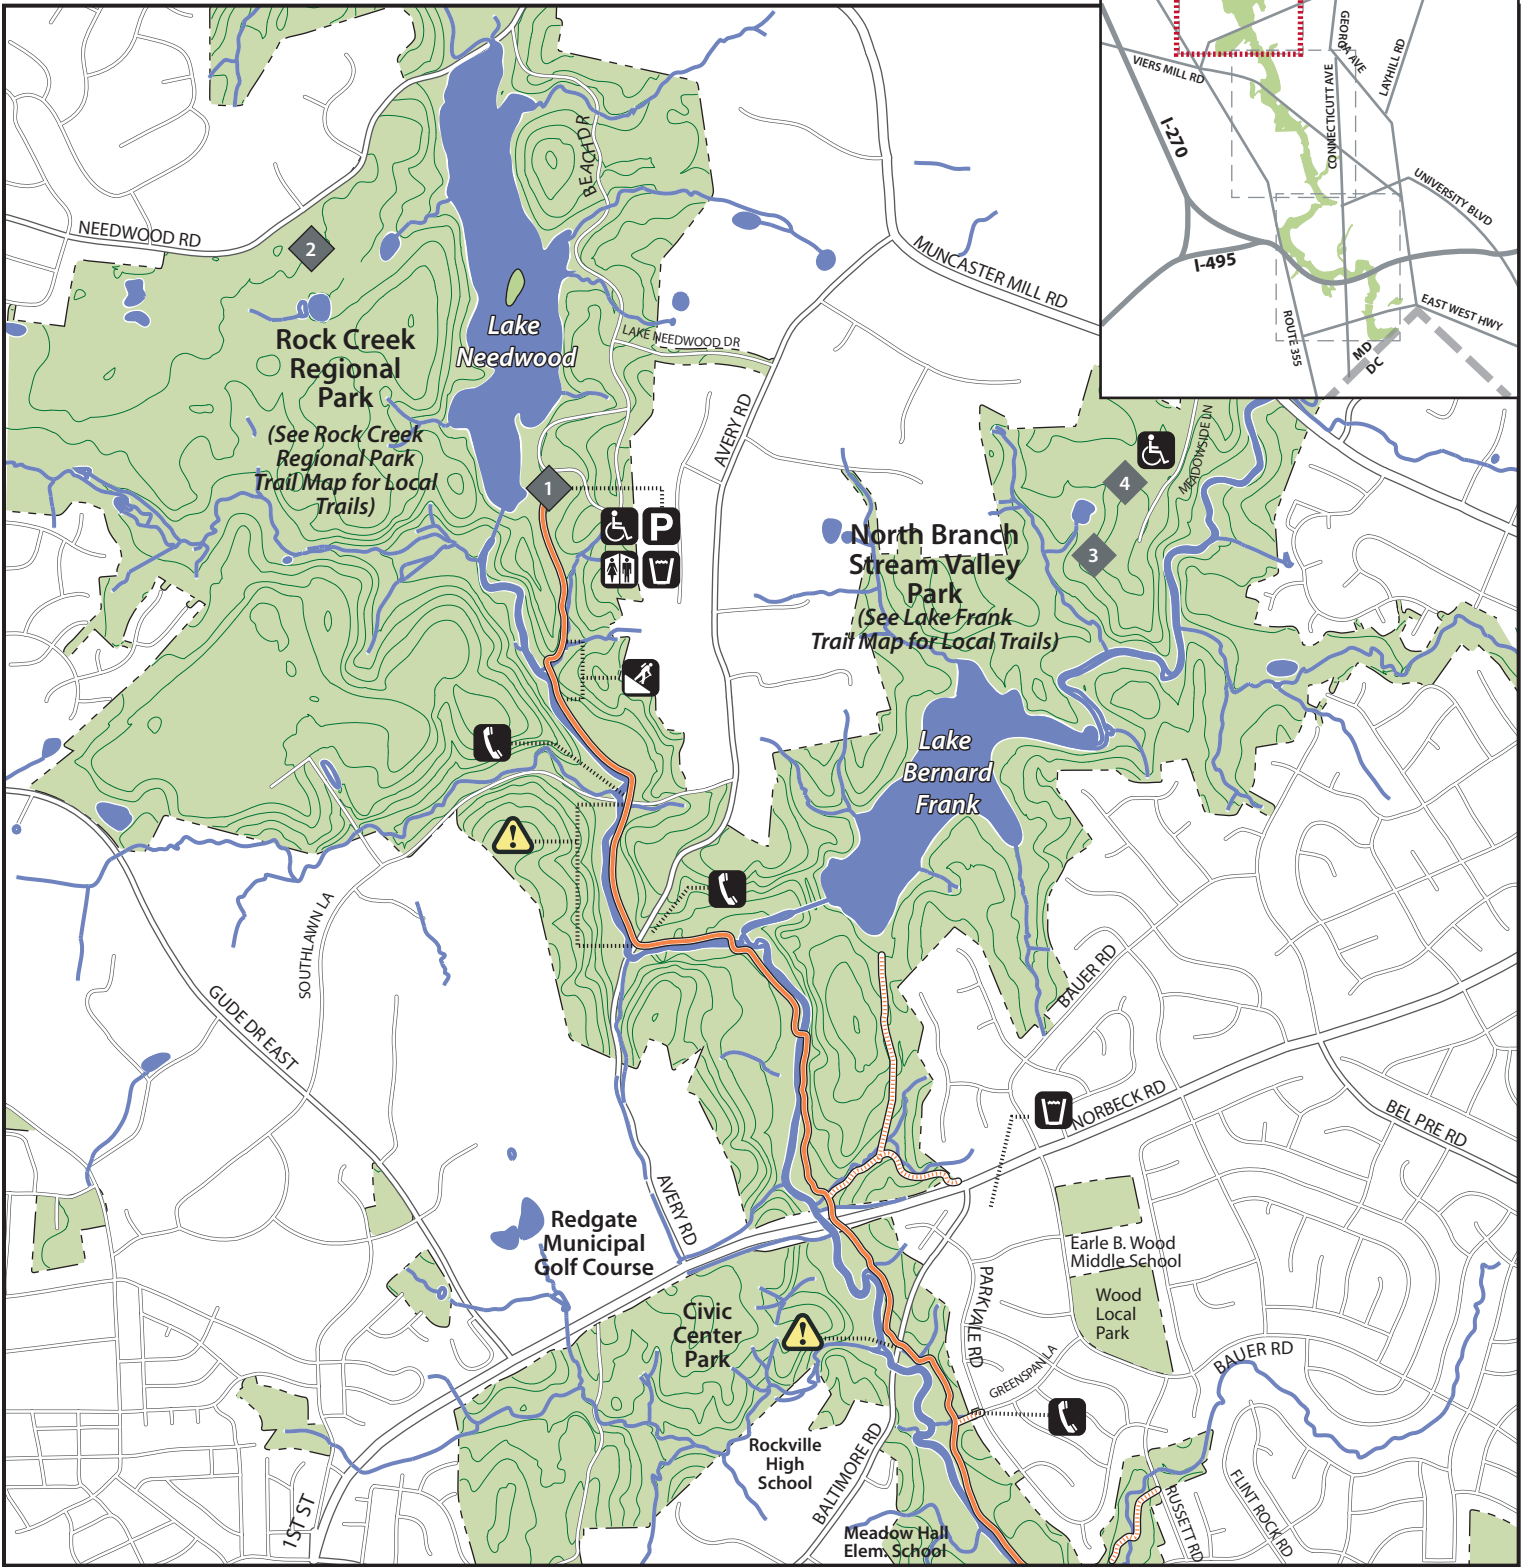 GEORGIA AVE
LAYHILL RD
VIERS MILL RD
CONNECTICUTT AVE
I-270
UNIVERSITY BLVD
I-495
EAST WEST HWY
ROUTE 355
MD
DC
BEACH DR
NEEDWOOD RD
2
MUNCASTER MILL RD
Lake
Needwood
LAKE NEEDWOOD DR
Rock Creek
Regional
Park
(See Rock Creek
Regional Park
Trail Map for Local
Trails)
AVERY RD
MEADOWSIDE LN
1
4
P
3
North Branch
Stream Valley
Park
(See Lake Frank
Trail Map for Local Trails)
Lake
Bernard
Frank
SOUTHLAWN LA
GUDE DR EAST
BAUER RD
NORBECK RD
BEL PRE RD
AVERY RD
Redgate
Municipal
Golf Course
Earle B. Wood
Middle School
Wood
Local
Park
PARKVALE RD
Civic
Center
Park
GREENSPAN LA
BAUER RD
Rockville
High
School
BALTIMORE RD
1ST ST
Meadow Hall
Elem. School
RUSSETT RD
FLINT ROCK RD